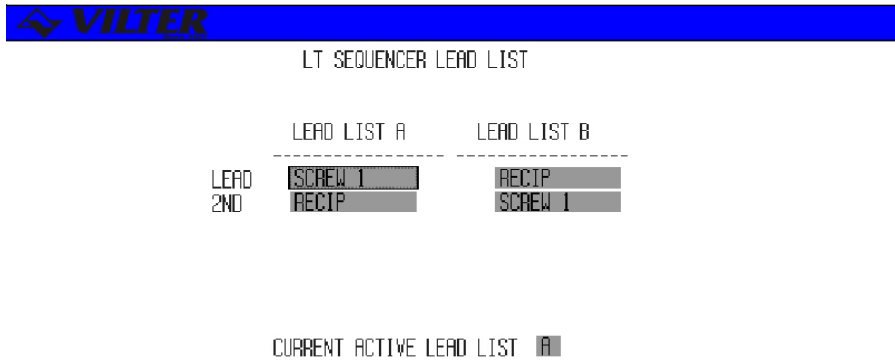 VILTER
LT SEQUENCER LEAD LIST
LEAD LIST A LEAD LIST B
LEAD SCREW 1 RECIP
2ND RECIP SCREW 1
CURRENT ACTIVE LEAD LIST A